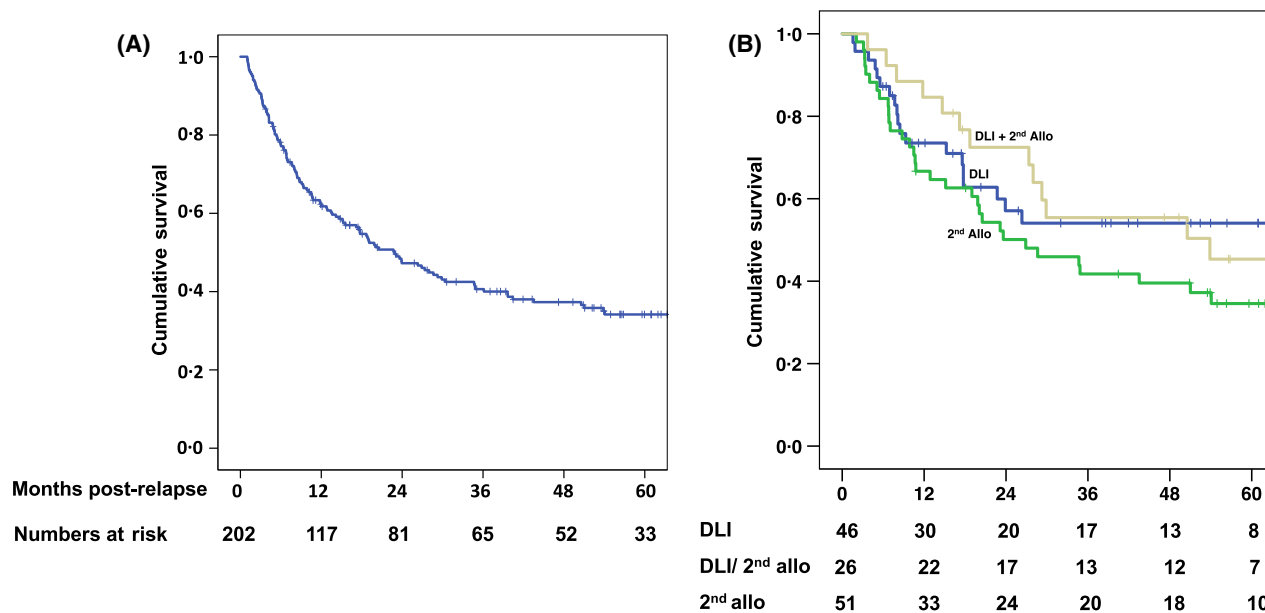 (A)
1·0
0·8
0·6
0·4
0·2
0·0
Cumulative survival
Months post-relapse 0 12 24 36 48 60
Numbers at risk 202 117 81 65 52 33
(B)
1·0
0·8
0·6
0·4
0·2
0·0
Cumulative survival
DLI + 2nd Allo
DLI
2nd Allo
0 12 24 36 48 60
DLI 46 30 20 17 13 8
DLI/ 2nd allo 26 22 17 13 12 7
2nd allo 51 33 24 20 18 10